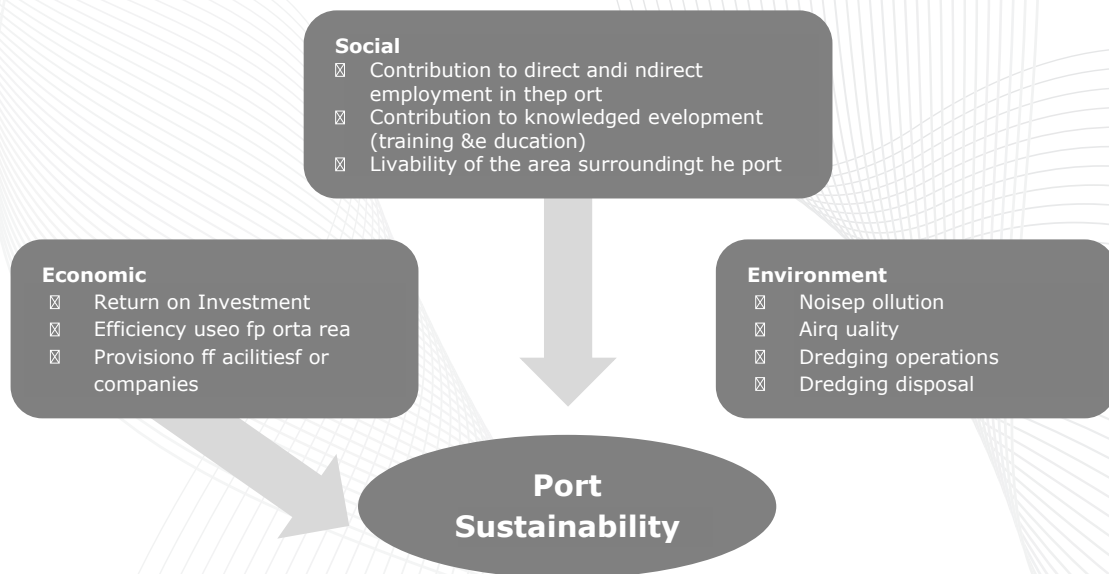 Social
Contribution to direct andi ndirect
employment in thep ort
Contribution to knowledged evelopment
(training &e ducation)
Livability of the area surroundingt he port
Economic
Return on Investment
Efficiency useo fp orta rea
Provisiono ff acilitiesf or
companies
Environment
Noisep ollution
Airq uality
Dredging operations
Dredging disposal
Port
Sustainability